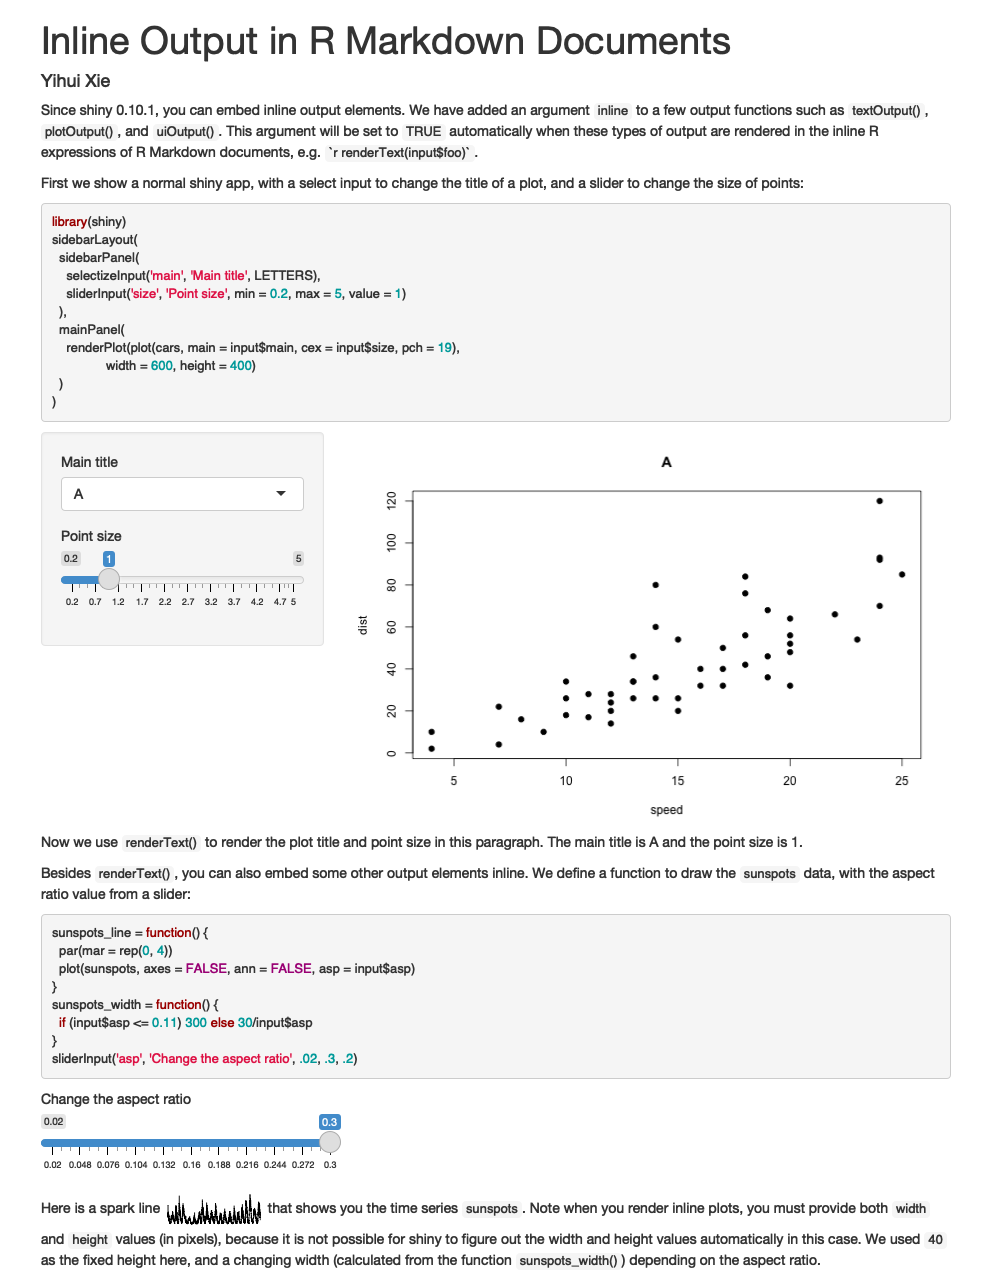 Inline Output in R Markdown Documents
Yihui Xie
Since shiny 0.10.1, you can embed inline output elements. We have added an argument inline to a few output functions such as textOutput() ,
plotOutput() , and uiOutput() . This argument will be set to TRUE automatically when these types of output are rendered in the inline R
expressions of R Markdown documents, e.g. `r renderText(input$foo)` .
First we show a normal shiny app, with a select input to change the title of a plot, and a slider to change the size of points:
library(shiny)
sidebarLayout(
  sidebarPanel(
    selectizeInput('main', 'Main title', LETTERS),
    sliderInput('size', 'Point size', min = 0.2, max = 5, value = 1)
  ),
  mainPanel(
    renderPlot(plot(cars, main = input$main, cex = input$size, pch = 19),
               width = 600, height = 400)
  )
)
Main title
A
Point size
0.2 1 5
0.2 0.7 1.2 1.7 2.2 2.7 3.2 3.7 4.2 4.7 5
A
dist
120
100
80
60
40
20
0
5 10 15 20 25
speed
Now we use renderText() to render the plot title and point size in this paragraph. The main title is A and the point size is 1.
Besides renderText() , you can also embed some other output elements inline. We define a function to draw the sunspots data, with the aspect
ratio value from a slider:
sunspots_line = function() {
  par(mar = rep(0, 4))
  plot(sunspots, axes = FALSE, ann = FALSE, asp = input$asp)
}
sunspots_width = function() {
  if (input$asp <= 0.11) 300 else 30/input$asp
}
sliderInput('asp', 'Change the aspect ratio', .02, .3, .2)
Change the aspect ratio
0.02 0.3
0.02 0.048 0.076 0.104 0.132 0.16 0.188 0.216 0.244 0.272 0.3
Here is a spark line that shows you the time series sunspots . Note when you render inline plots, you must provide both width
and height values (in pixels), because it is not possible for shiny to figure out the width and height values automatically in this case. We used 40
as the fixed height here, and a changing width (calculated from the function sunspots_width() ) depending on the aspect ratio.